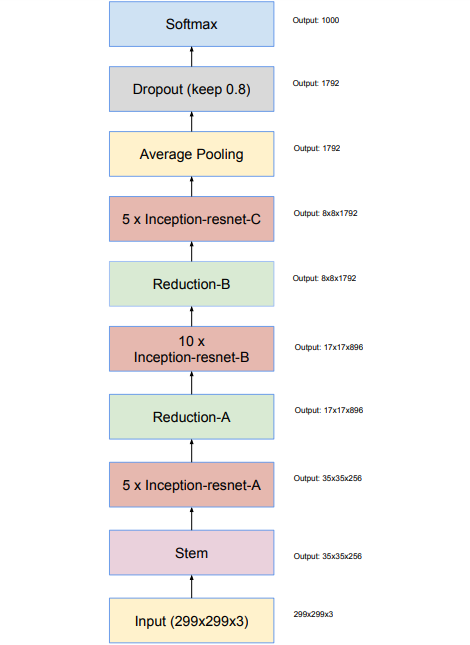 Softmax
Output: 1000
Dropout (keep 0.8)
Output: 1792
Average Pooling
Output: 1792
5 x Inception-resnet-C
Output: 8x8x1792
Reduction-B
Output: 8x8x1792
10 x
Inception-resnet-B
Output: 17x17x896
Reduction-A
Output: 17x17x896
5 x Inception-resnet-A
Output: 35x35x256
Stem
Output: 35x35x256
Input (299x299x3)
299x299x3